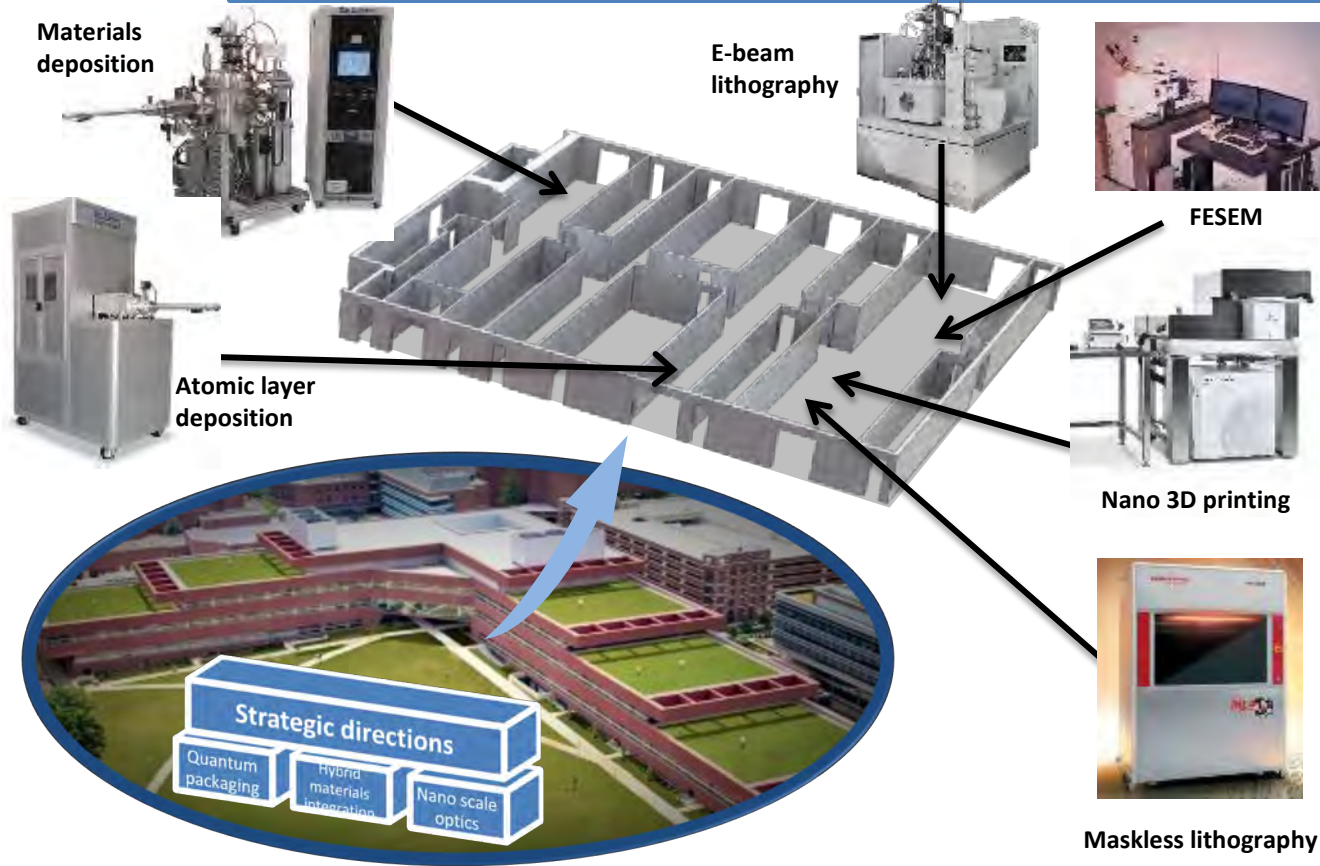 Materials
deposition
E-beam
lithography
FESEM
Atomic layer
deposition
Nano 3D printing
Strategic directions
Quantum
packaging
Hybrid
materials
integration
Nano scale
optics
Maskless lithography